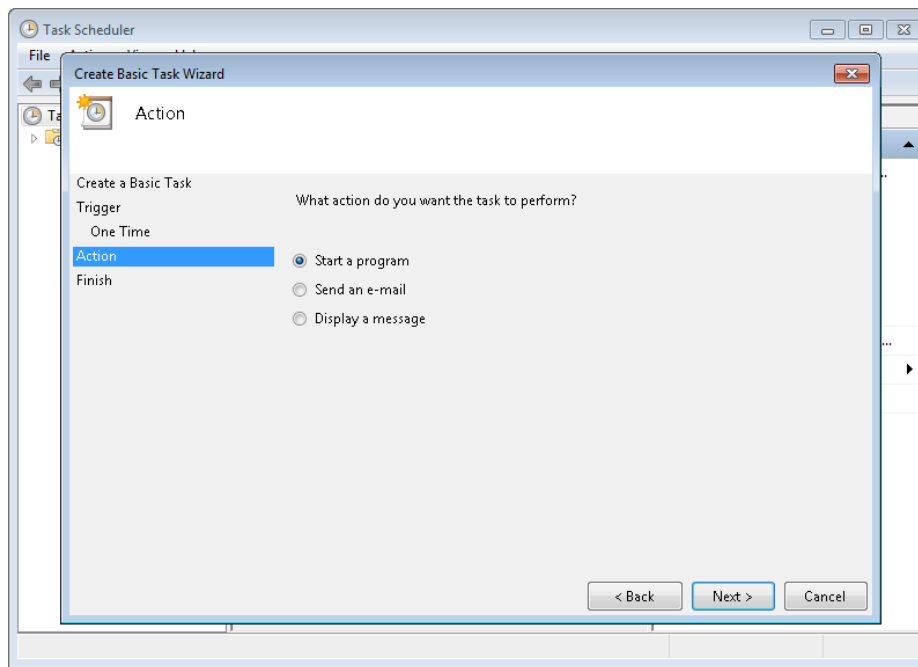 Task Scheduler
File
Create Basic Task Wizard
Action
Create a Basic Task
Trigger
One Time
Action
Finish
What action do you want the task to perform?
Start a program
Send an e-mail
Display a message
< Back
Next >
Cancel